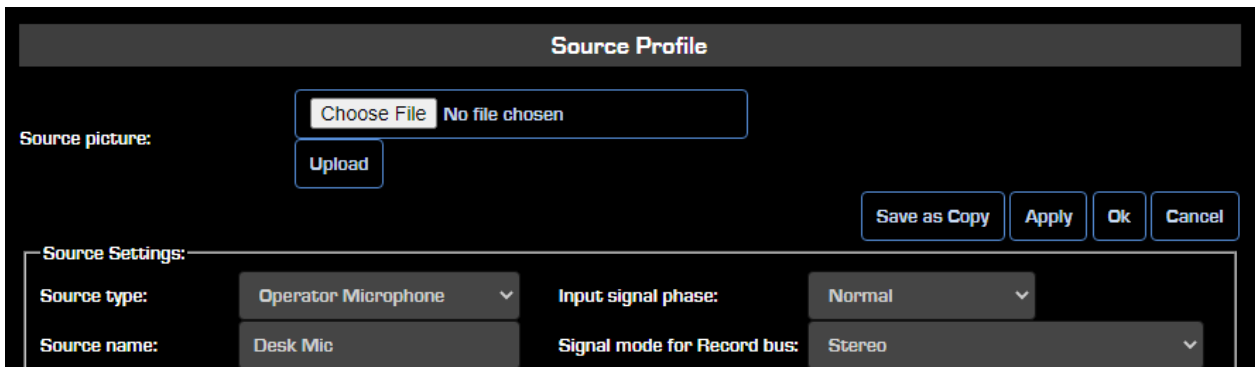 Source Profile
Source picture:
Choose File No file chosen
Upload
Save as Copy Apply Ok Cancel
Source Settings:
Source type: Operator Microphone Input signal phase: Normal
Source name: Desk Mic Signal mode for Record bus: Stereo